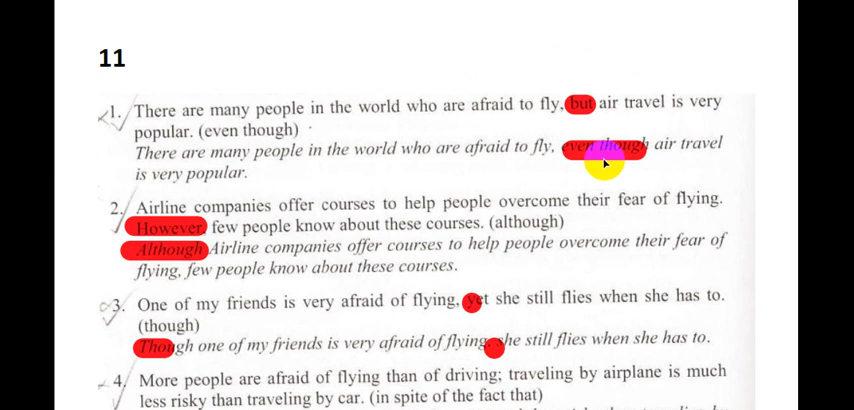 11
1. There are many people in the world who are afraid to fly, but air travel is very
popular. (even though)
There are many people in the world who are afraid to fly, even though air travel
is very popular.
2. Airline companies offer courses to help people overcome their fear of flying.
However, few people know about these courses. (although)
Although Airline companies offer courses to help people overcome their fear of
flying, few people know about these courses.
3. One of my friends is very afraid of flying, yet she still flies when she has to.
(though)
Though one of my friends is very afraid of flying, she still flies when she has to.
4. More people are afraid of flying than of driving; traveling by airplane is much
less risky than traveling by car. (in spite of the fact that)